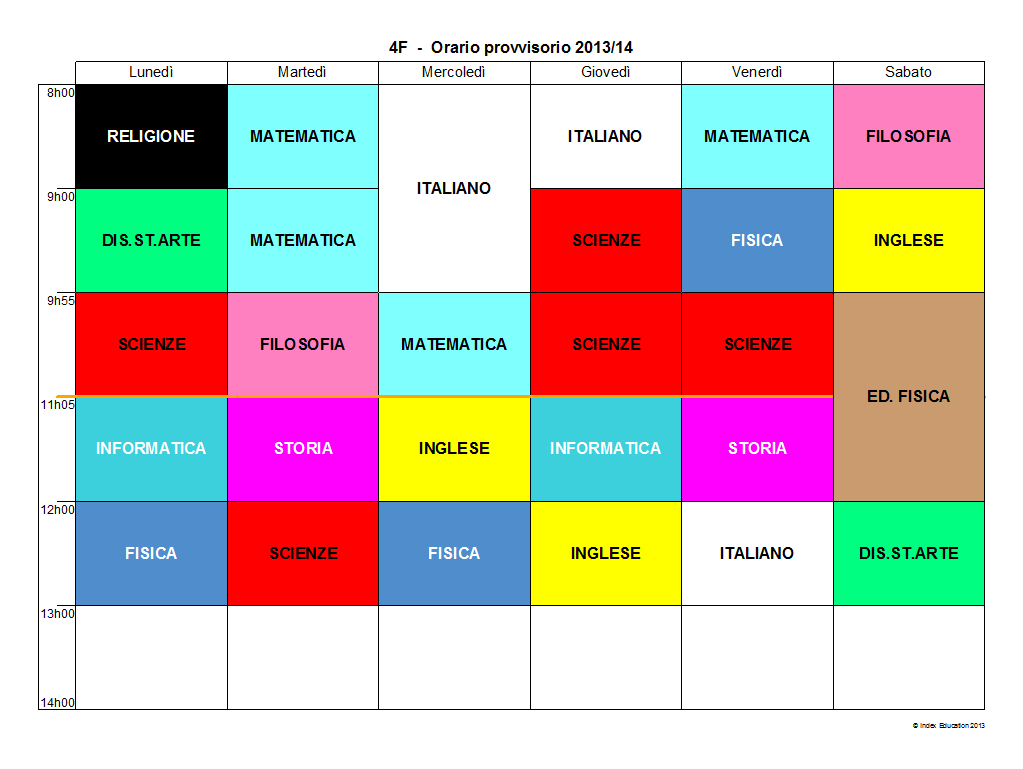 4F - Orario provvisorio 2013/14
Lunedì Martedì Mercoledì Giovedì Venerdì Sabato
8h00
RELIGIONE MATEMATICA ITALIANO MATEMATICA FILOSOFIA
ITALIANO
9h00
DIS.ST.ARTE MATEMATICA SCIENZE FISICA INGLESE
9h55
SCIENZE FILOSOFIA MATEMATICA SCIENZE SCIENZE
ED. FISICA
11h05
INFORMATICA STORIA INGLESE INFORMATICA STORIA
12h00
FISICA SCIENZE FISICA INGLESE ITALIANO DIS.ST.ARTE
13h00
14h00
© Index Education 2013